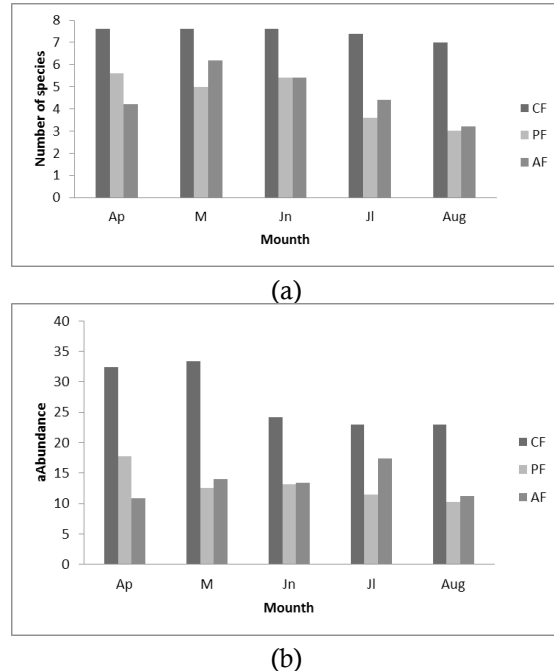 8
7
6
5
4
3
2
1
0
Number of species
Ap M Jn Jl Aug
Mounth
CF
PF
AF
(a)
40
35
30
25
20
15
10
5
0
aAbundance
Ap M Jn Jl Aug
Mounth
CF
PF
AF
(b)